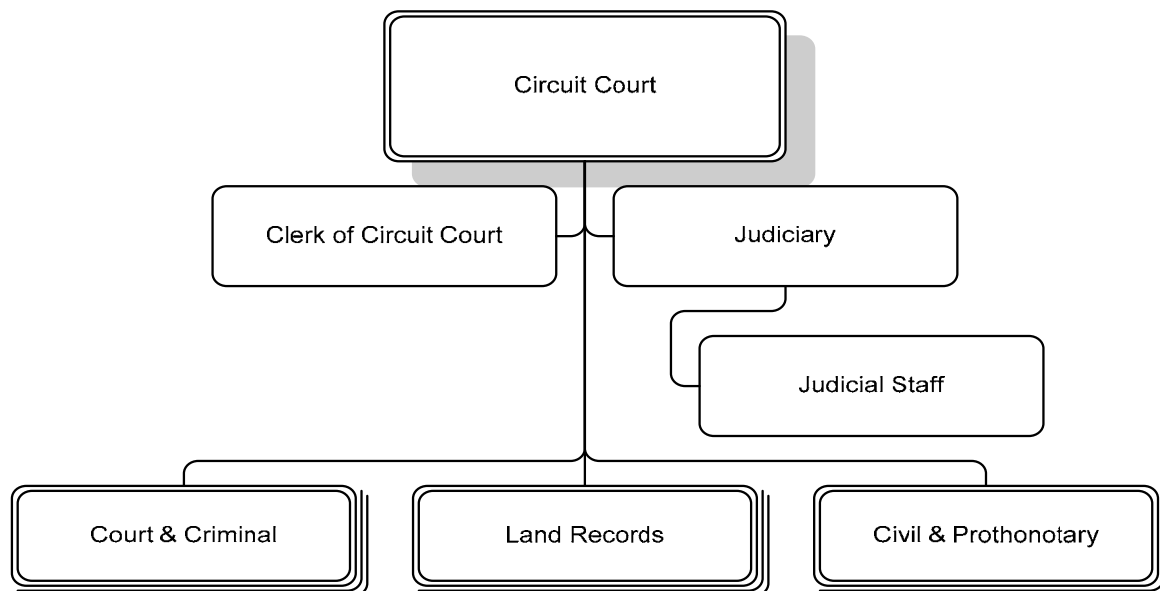 Circuit Court
Clerk of Circuit Court
Judiciary
Judicial Staff
Court & Criminal
Land Records
Civil & Prothonotary